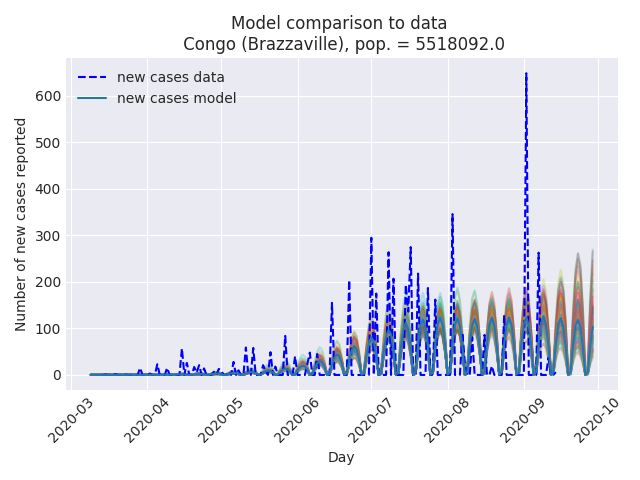 Model comparison to data
Congo (Brazzaville), pop. = 5518092.0
new cases data
new cases model
Number of new cases reported
600
500
400
300
200
100
0
2020-03
2020-04
2020-05
2020-06
2020-07
2020-08
2020-09
2020-10
Day